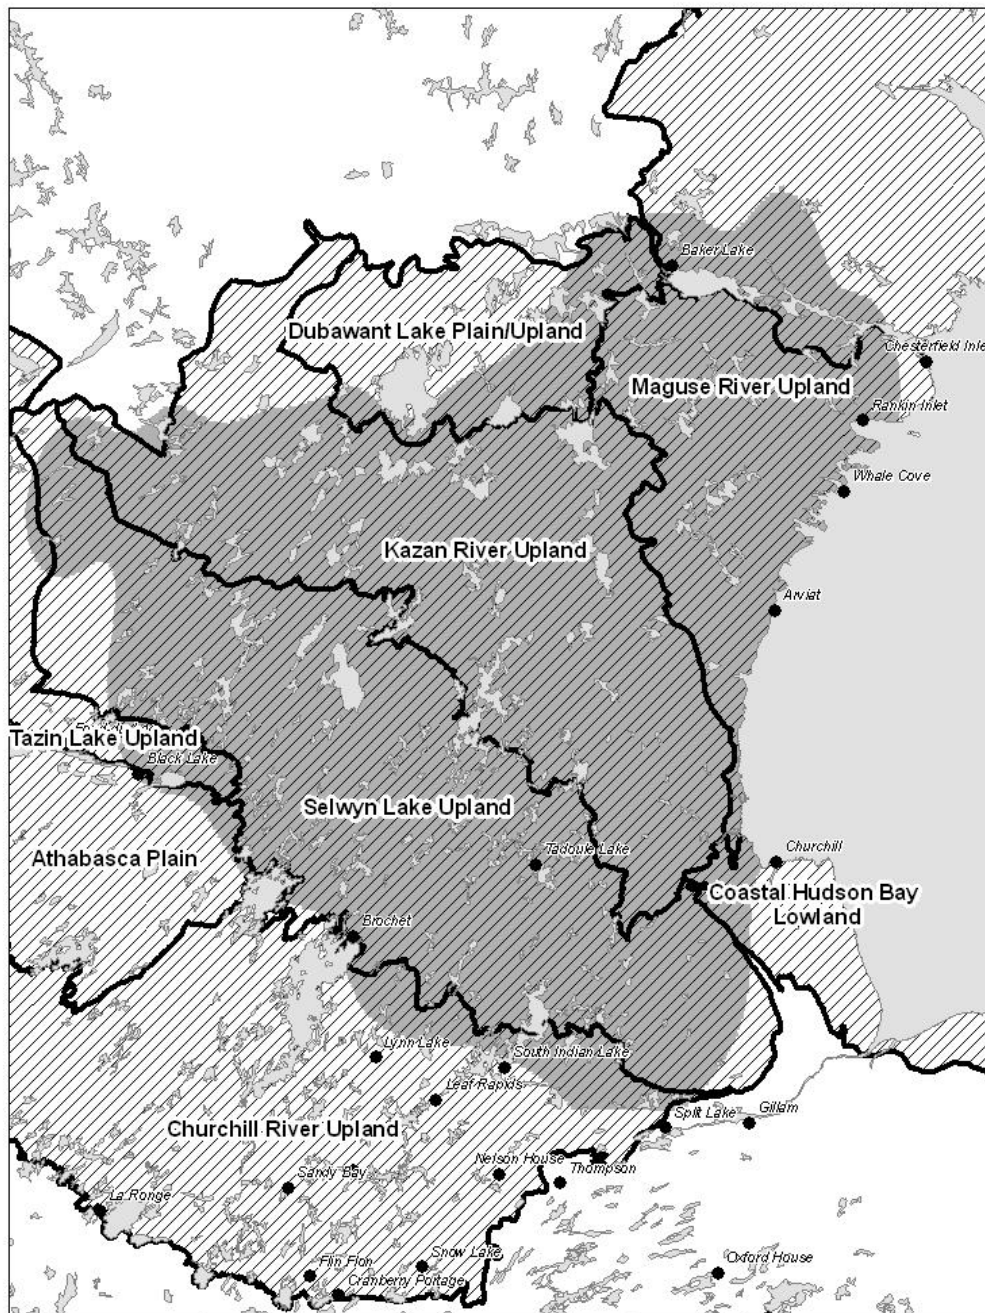 Baker Lake
Dubawant Lake Plain/Upland
Chesterfield Inle
Maguse River Upland
Rankin Inlet
Whale Cove
Kazan River Upland
Arviat
Tazin Lake Upland
Black Lake
Selwyn Lake Upland
Athabasca Plain
Tadoule Lake
Churchill
Coastal Hudson Bay
Lowland
Brochet
Lynn Lake
South Indian Lake
Leaf Rapids
Churchill River Upland
Split Lake
Gillam
Nelson House
Thompson
Sandy Bay
La Ronge
Snow Lake
Flin Flon
Cranberry Portage
Oxford House